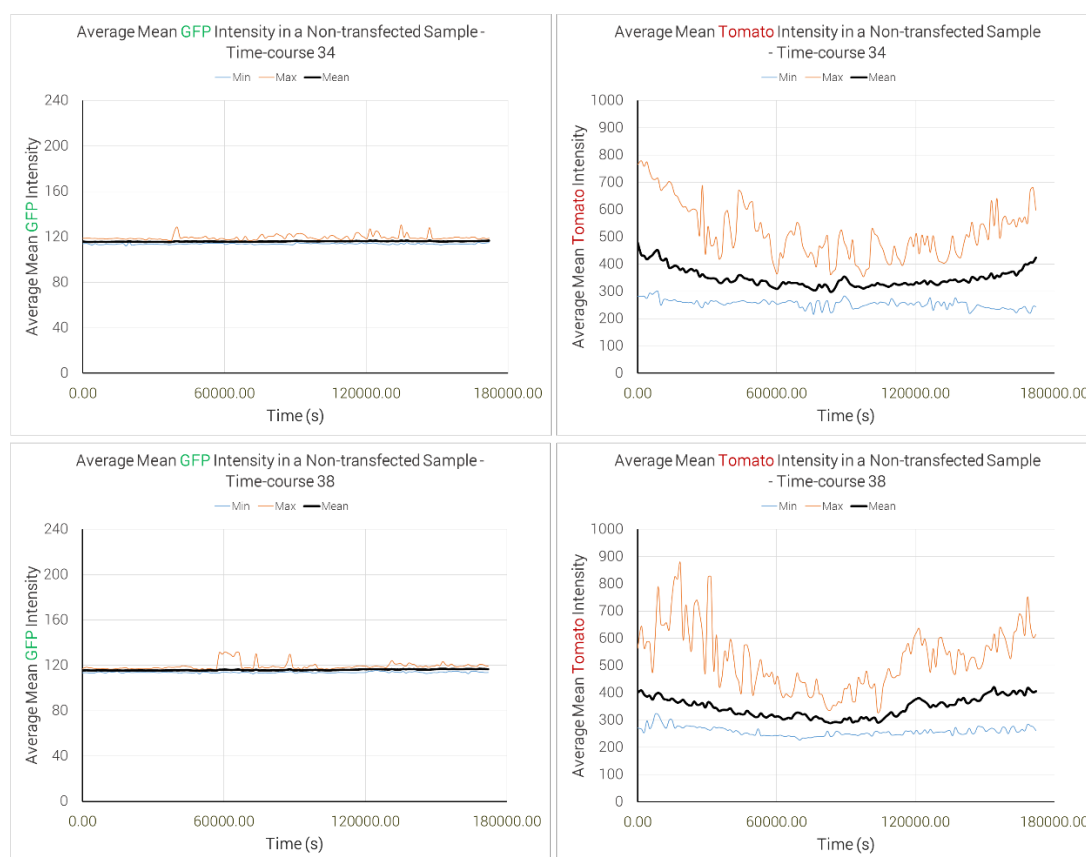 Average Mean GFP Intensity in a Non-transfected Sample -
Time-course 34
Min Max Mean
240
200
160
120
80
40
0
Average Mean GFP Intensity
0.00 60000.00 120000.00 180000.00
Time (s)
Average Mean Tomato Intensity in a Non-transfected Sample
- Time-course 34
Min Max Mean
1000
900
800
700
600
500
400
300
200
100
0
Average Mean Tomato Intensity
0.00 60000.00 120000.00 180000.00
Time (s)
Average Mean GFP Intensity in a Non-transfected Sample -
Time-course 38
Min Max Mean
240
200
160
120
80
40
0
Average Mean GFP Intensity
0.00 60000.00 120000.00 180000.00
Time (s)
Average Mean Tomato Intensity in a Non-transfected Sample
- Time-course 38
Min Max Mean
1000
900
800
700
600
500
400
300
200
100
0
Average Mean Tomato Intensity
0.00 60000.00 120000.00 180000.00
Time (s)